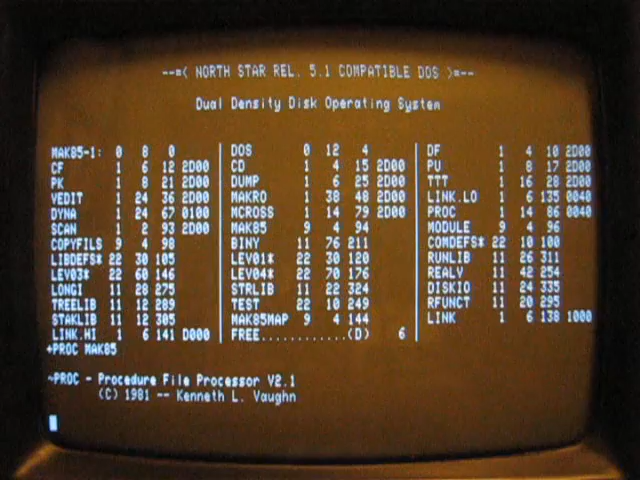 --=( NORTH STAR REL. 5.1 COMPATIBLE DOS )=--
Dual Density Disk Operating System
MAK85-1: 0 8 0 | DOS 0 12 4 | DF 1 4 10 2D00
CF 1 6 12 2D00 | CD 1 4 15 2D00 | PU 1 8 17 2D00
PK 1 8 21 2D00 | DUMP 1 6 25 2D00 | TTT 1 16 28 2D00
VEDIT 1 24 36 2D00 | MAKRO 1 38 48 2D00 | LINK.LO 1 6 135 0040
DYNA 1 24 67 0100 | MCROSS 1 14 79 2D00 | PROC 1 14 86 0040
SCAN 1 2 93 2D00 | MAK85 9 4 94 | MODULE 9 4 96
COPYFILS 9 4 98 | BINY 11 76 211 | COMDEFS* 22 10 100
LIBDEFS* 22 30 105 | LEV01* 22 30 120 | RUNLIB 11 26 311
LEV03* 22 60 146 | LEV04* 22 70 176 | REALV 11 42 254
LONGI 11 28 275 | STRLIB 11 22 324 | DISKIO 11 24 335
TREELIB 11 12 289 | TEST 22 10 249 | RFUNCT 11 20 295
STAKLIB 11 12 305 | MAK85MAP 9 4 144 | LINK 1 6 138 1000
LINK.HI 1 6 141 D000 | FREE............(D) 6
+PROC MAK85
~PROC - Procedure File Processor V2.1
(C) 1981 -- Kenneth L. Vaughn